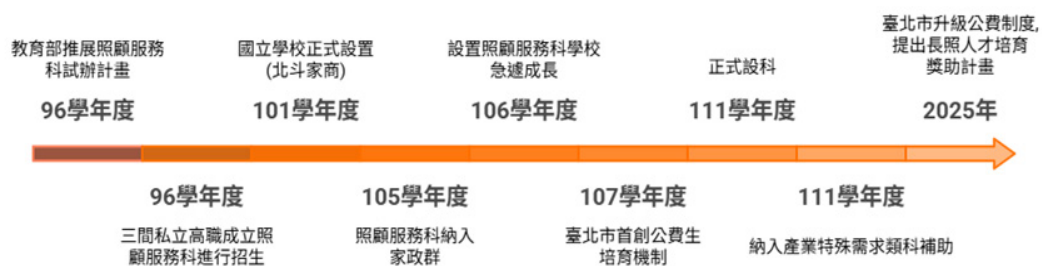 教育部推展照顧服務
科試辦計畫
96學年度
國立學校正式設置
(北斗家商)
101學年度
設置照顧服務科學校
急遽成長
106學年度
正式設科
111學年度
臺北市升級公費制度,
提出長照人才培育
獎助計畫
2025年
96學年度
三間私立高職成立照
顧服務科進行招生
105學年度
照顧服務科納入
家政群
107學年度
臺北市首創公費生
培育機制
111學年度
納入產業特殊需求類科補助